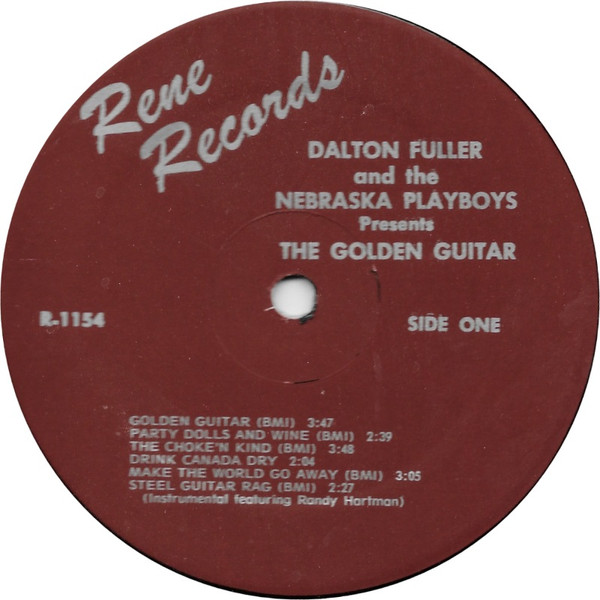 Rene
Records
DALTON FULLER
and the
NEBRASKA PLAYBOYS
Presents
THE GOLDEN GUITAR
R-1154
SIDE ONE
GOLDEN GUITAR (BMI) 3:47
PARTY DOLLS AND WINE (BMI) 2:39
THE CHOKE'N KIND (BMI) 3:48
DRINK CANADA DRY 2:04
MAKE THE WORLD GO AWAY (BMI) 3:05
STEEL GUITAR RAG (BMI) 2:27
(Instrumental featuring Randy Hartman)